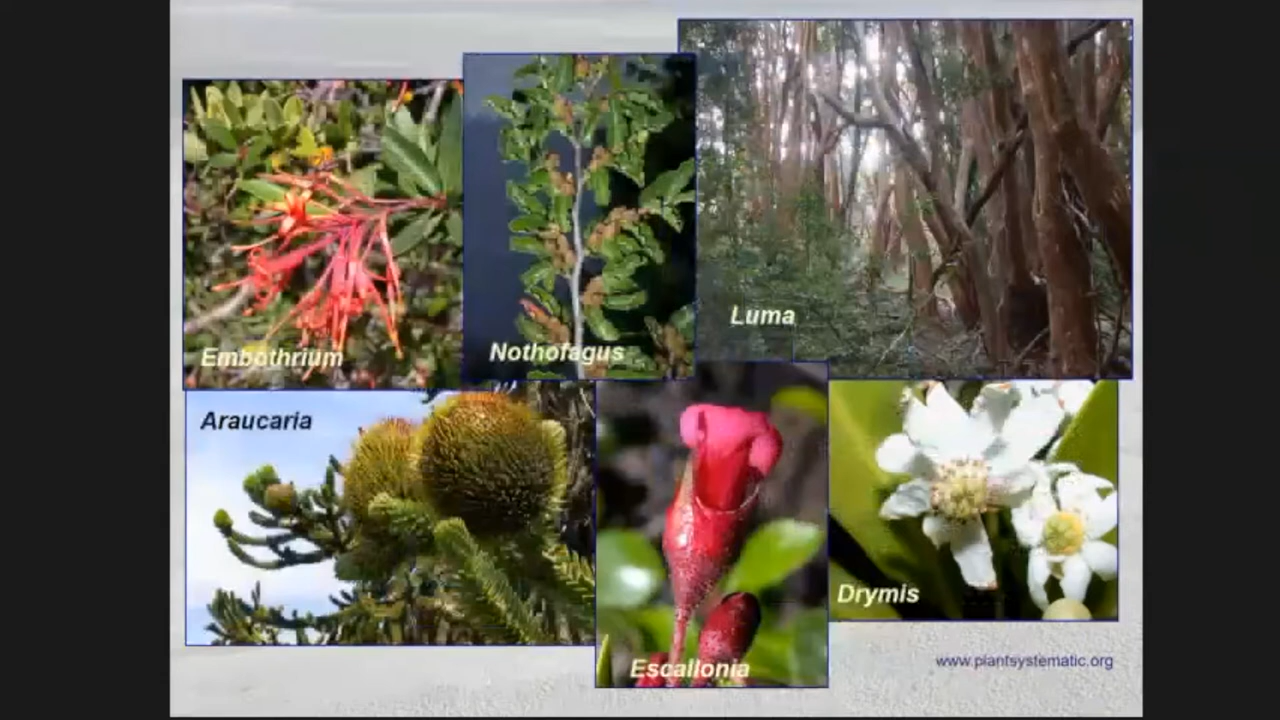 Embothrium
Nothofagus
Luma
Araucaria
Escallonia
Drymis
www.plantsystematic.org